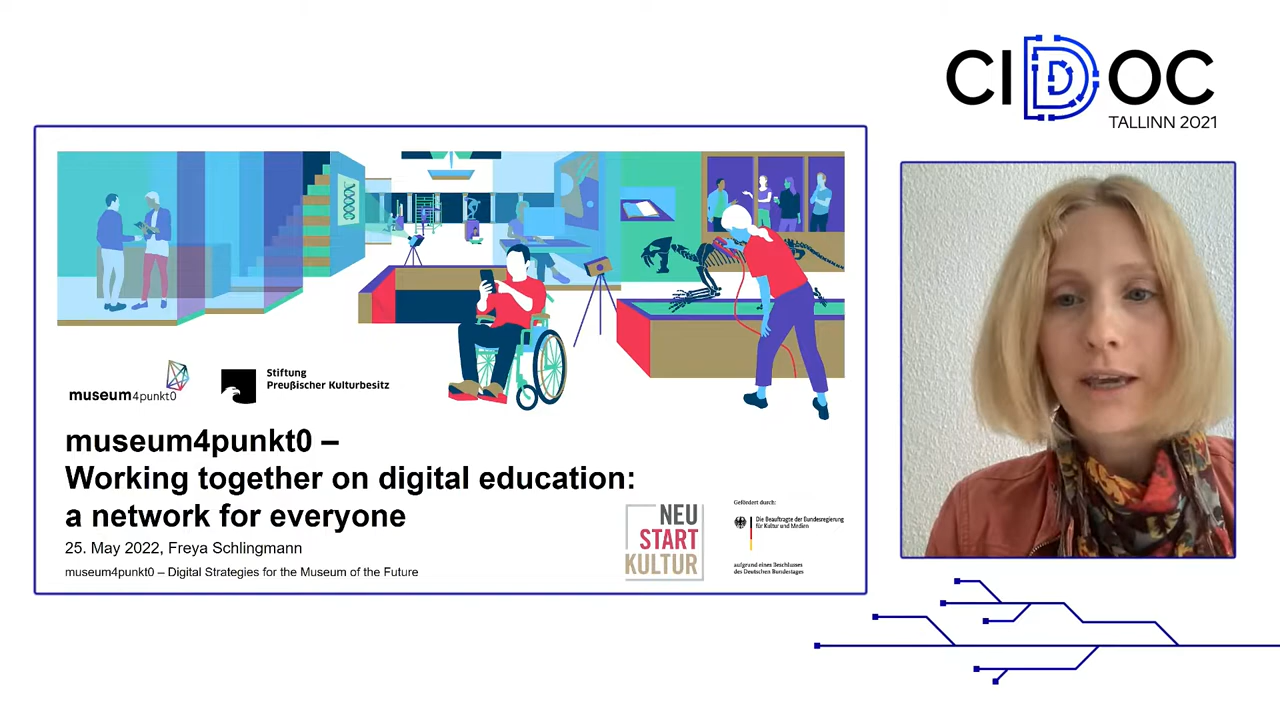 CIDOC
TALLINN 2021
museum4punkt0
Stiftung
Preußischer Kulturbesitz
museum4punkt0 –
Working together on digital education:
a network for everyone
25. May 2022, Freya Schlingmann
museum4punkt0 – Digital Strategies for the Museum of the Future
NEU
START
KULTUR
Gefördert durch:
Die Beauftragte der Bundesregierung
für Kultur und Medien
aufgrund eines Beschlusses
des Deutschen Bundestages